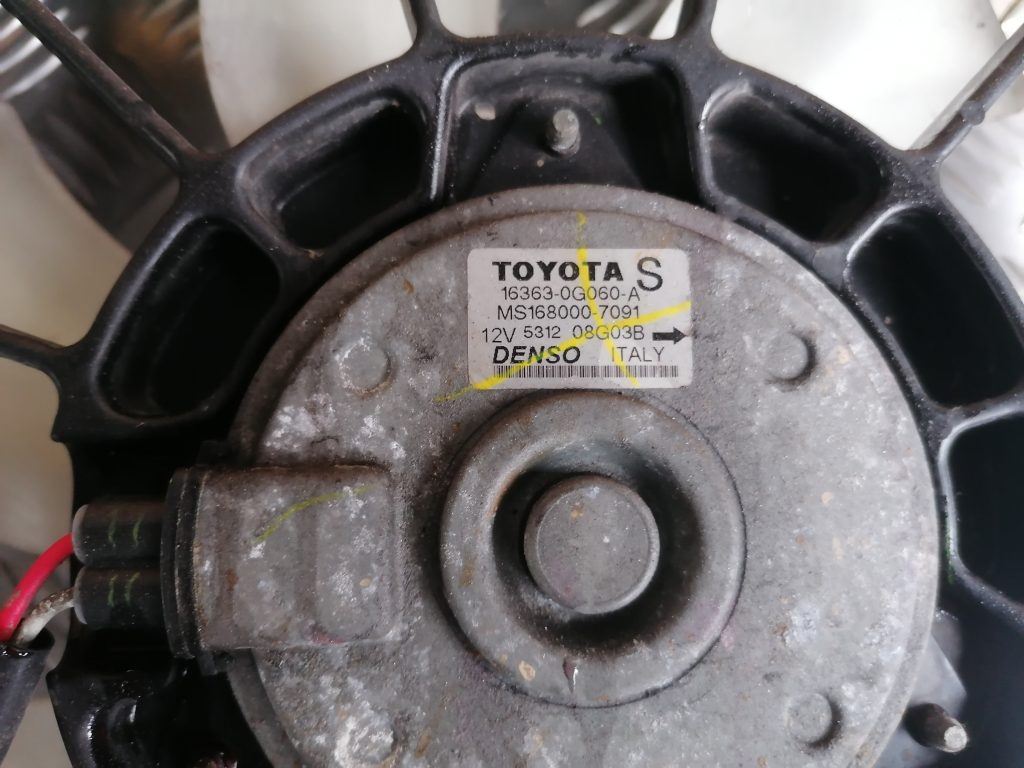 TOYOTA S
16363-0G060-A
MS168000-7091
12V 5312 08G03B
DENSO ITALY